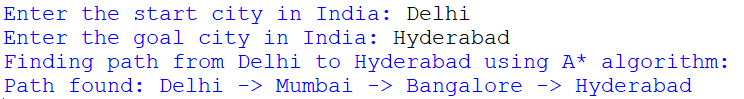 Enter the start city in India: Delhi
Enter the goal city in India: Hyderabad
Finding path from Delhi to Hyderabad using A* algorithm:
Path found: Delhi -> Mumbai -> Bangalore -> Hyderabad